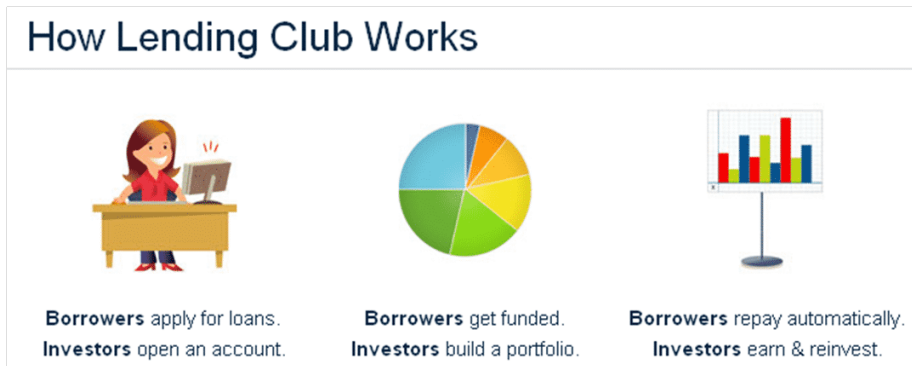 How Lending Club Works
Borrowers apply for loans.
Investors open an account.
Borrowers get funded.
Investors build a portfolio.
Borrowers repay automatically.
Investors earn & reinvest.